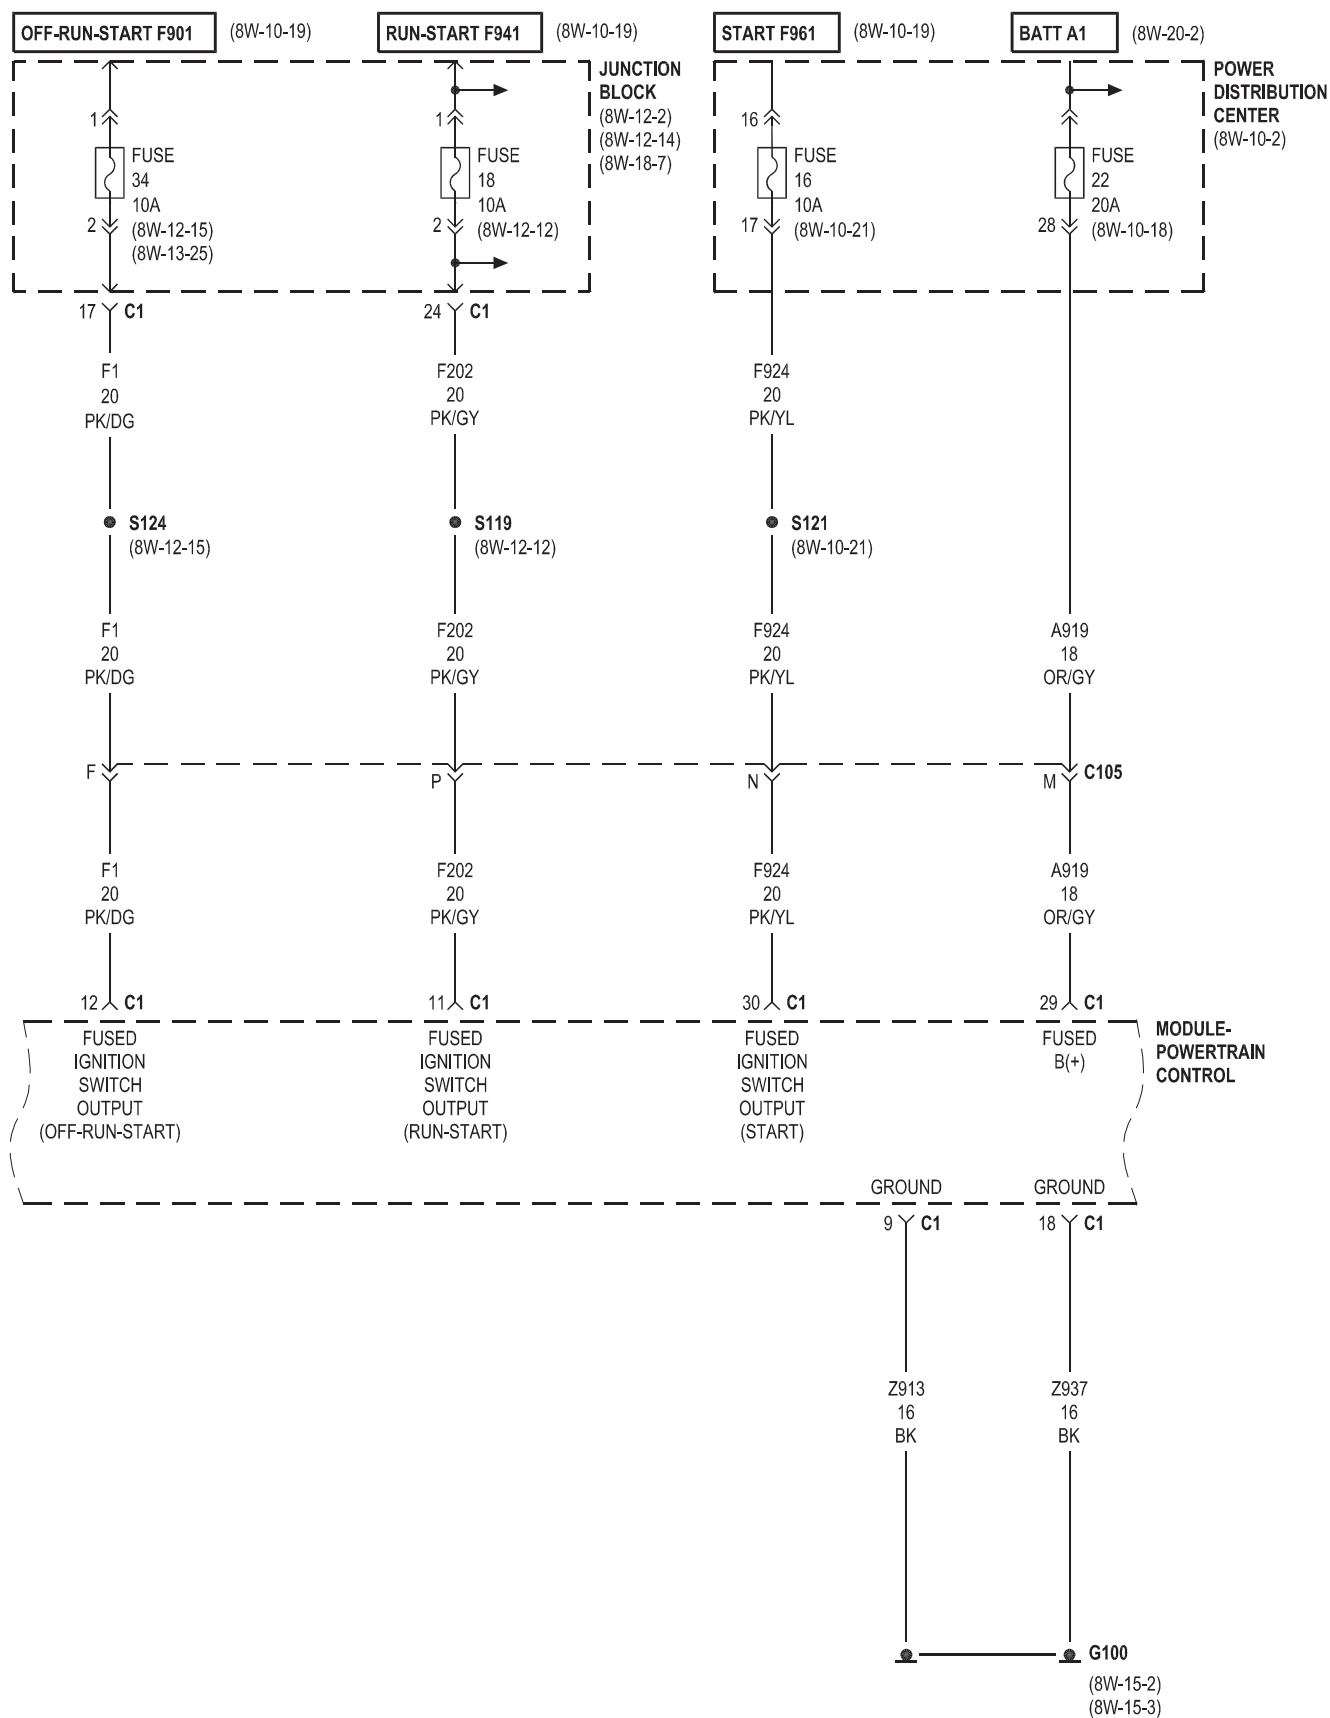 OFF-RUN-START F901 (8W-10-19)
RUN-START F941 (8W-10-19)
START F961 (8W-10-19)
BATT A1 (8W-20-2)
JUNCTION
BLOCK
(8W-12-2)
(8W-12-14)
(8W-18-7)
POWER
DISTRIBUTION
CENTER
(8W-10-2)
1
FUSE
34
10A
2
(8W-12-15)
(8W-13-25)
1
FUSE
18
10A
2
(8W-12-12)
16
FUSE
16
10A
17
(8W-10-21)
FUSE
22
20A
28
(8W-10-18)
17 C1
24 C1
F1
20
PK/DG
F202
20
PK/GY
F924
20
PK/YL
S124
(8W-12-15)
S119
(8W-12-12)
S121
(8W-10-21)
F1
20
PK/DG
F202
20
PK/GY
F924
20
PK/YL
A919
18
OR/GY
F
P
N
M C105
F1
20
PK/DG
F202
20
PK/GY
F924
20
PK/YL
A919
18
OR/GY
12 C1
11 C1
30 C1
29 C1
FUSED
IGNITION
SWITCH
OUTPUT
(OFF-RUN-START)
FUSED
IGNITION
SWITCH
OUTPUT
(RUN-START)
FUSED
IGNITION
SWITCH
OUTPUT
(START)
FUSED
B(+)
MODULE-
POWERTRAIN
CONTROL
GROUND
GROUND
9 C1
18 C1
Z913
16
BK
Z937
16
BK
G100
(8W-15-2)
(8W-15-3)